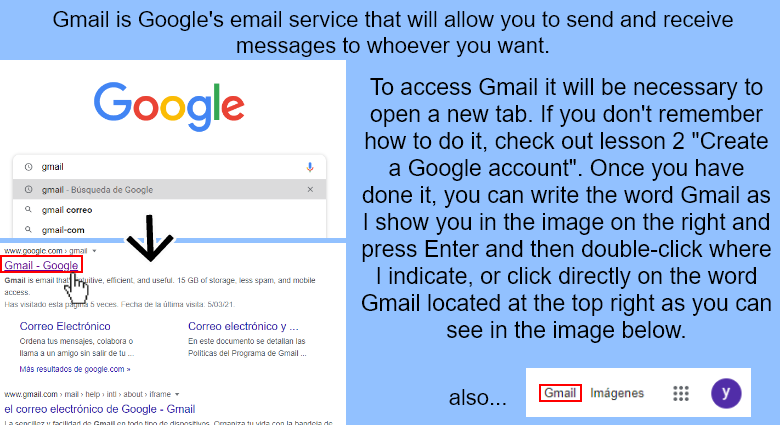 Gmail is Google's email service that will allow you to send and receive
messages to whoever you want.
Google
gmail
gmail - Búsqueda de Google
gmail correo
gmail-com
www.google.com › gmail
Gmail - Google
Gmail is email that's intuitive, efficient, and useful. 15 GB of storage, less spam, and mobile
access.
Has visitado esta página 5 veces. Fecha de la última visita: 5/03/21.
Correo Electrónico
Ordena tus mensajes, colabora o
llama a un amigo sin salir de tu ...
Correo electrónico y ...
En este documento se detallan las
Políticas del Programa de Gmail ...
Más resultados de google.com »
www.gmail.com › mail › help › intl › about › iframe
el correo electrónico de Google - Gmail
La sencillez y facilidad de Gmail en todo tipo de dispositivos. Organiza tu vida con la bandeja de
To access Gmail it will be necessary to
open a new tab. If you don't remember
how to do it, check out lesson 2 "Create
a Google account". Once you have
done it, you can write the word Gmail as
I show you in the image on the right and
press Enter and then double-click where
I indicate, or click directly on the word
Gmail located at the top right as you can
see in the image below.
also...
Gmail Imágenes
y